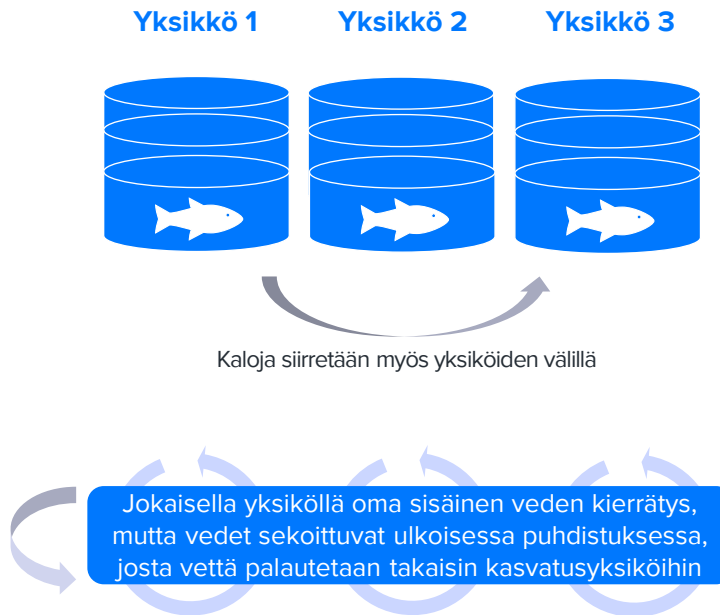 Yksikkö 1 Yksikkö 2 Yksikkö 3
Kaloja siirretään myös yksiköiden välillä
Jokaisella yksiköllä oma sisäinen veden kierrätys,
mutta vedet sekoittuvat ulkoisessa puhdistuksessa,
josta vettä palautetaan takaisin kasvatusyksiköihin